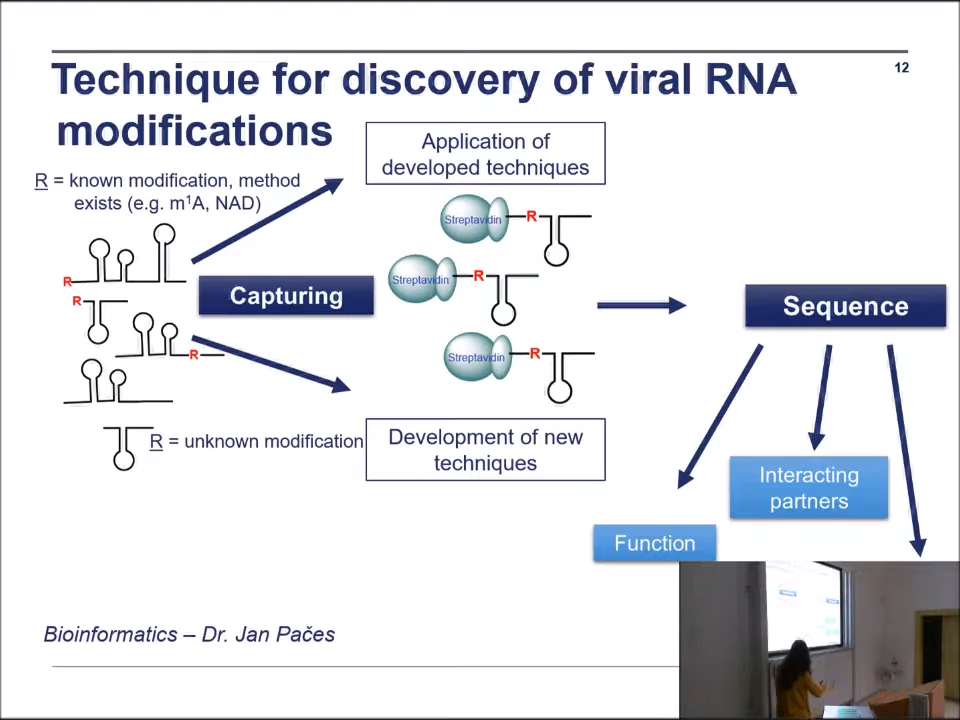 12
Technique for discovery of viral RNA
modifications
Application of
developed techniques
R = known modification, method
exists (e.g. m¹A, NAD)
Streptavidin
R
R
Streptavidin
R
R
Capturing
Sequence
Streptavidin
R
R
R = unknown modification
Development of new
techniques
Interacting
partners
Function
Bioinformatics – Dr. Jan Pačes